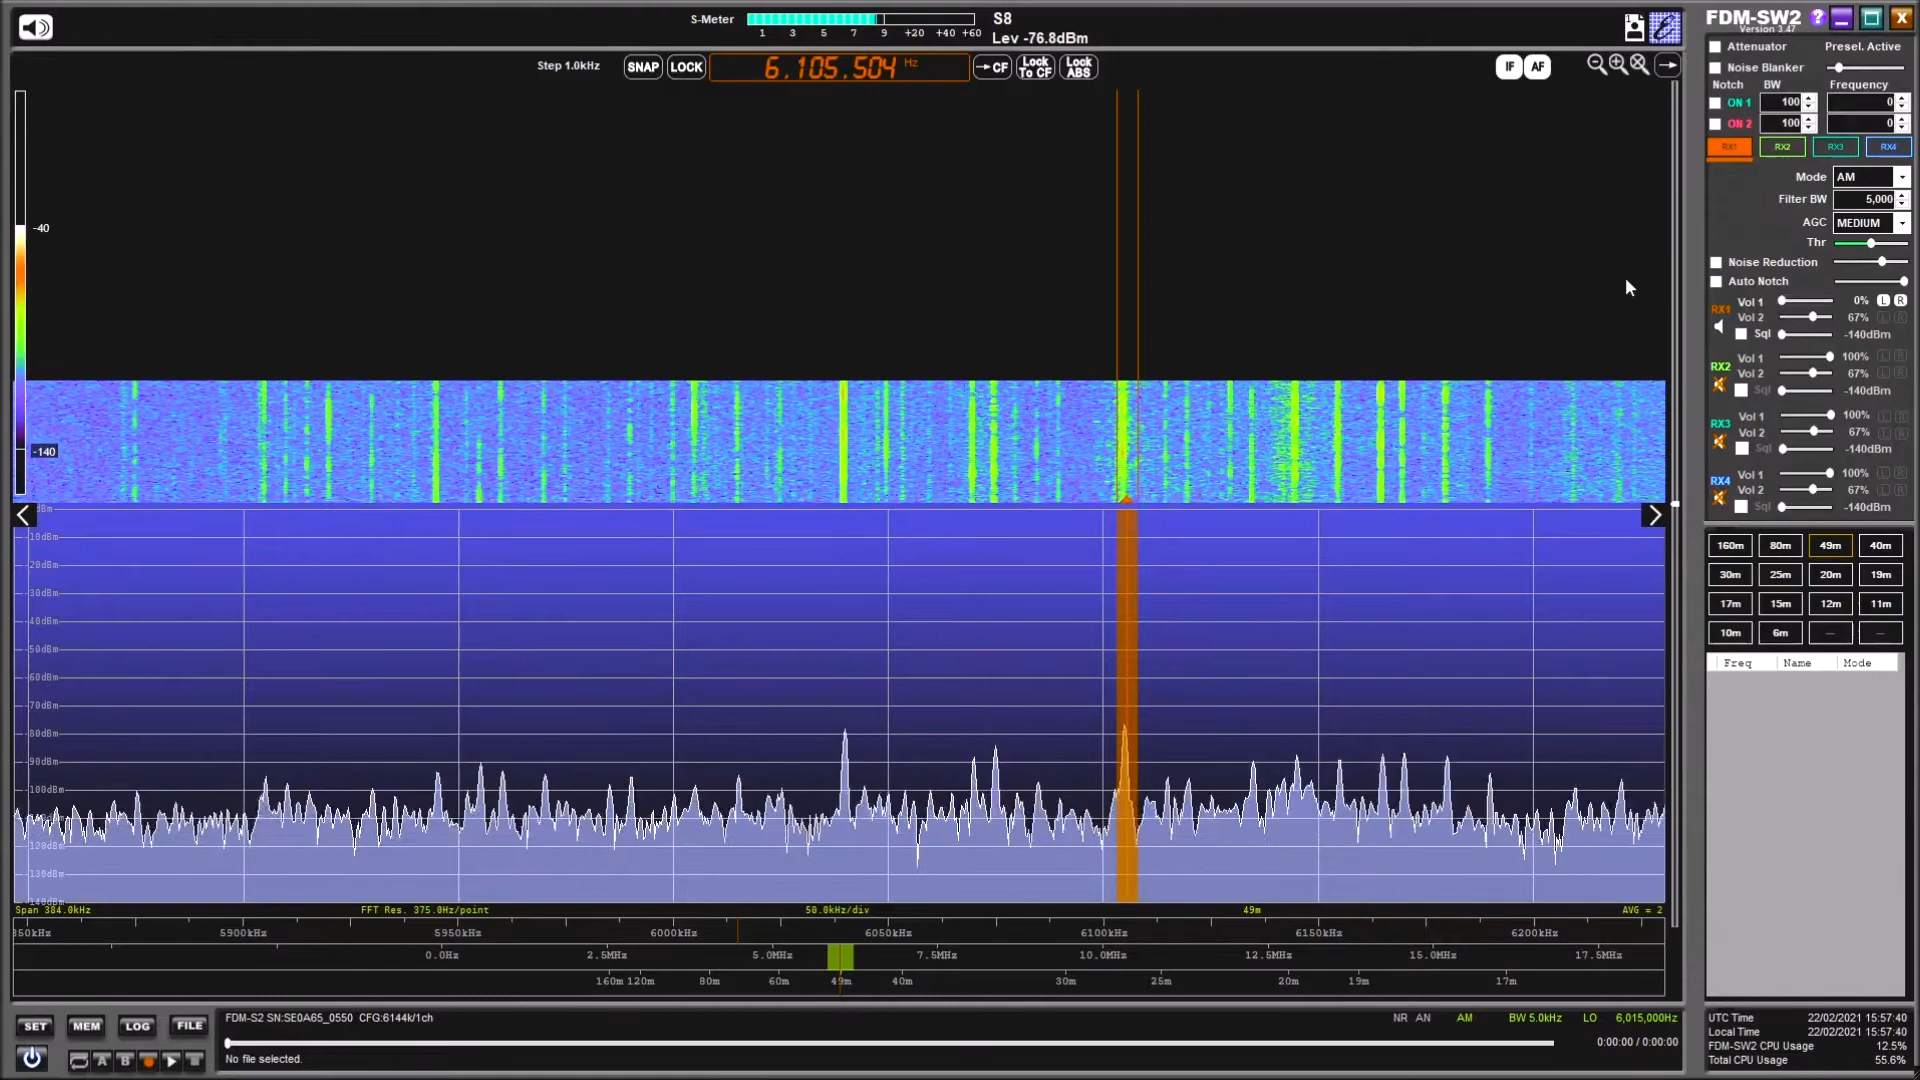 S-Meter
1 3 5 7 9 +20 +40 +60
S8
Lev -76.8dBm
FDM-SW2
Version 3.47
?
Step 1.0kHz
SNAP
LOCK
6.105.504 Hz
→CF
Lock To CF
Lock ABS
IF
AF
Attenuator
Presel. Active
Noise Blanker
Notch BW Frequency
ON 1 100 0
ON 2 100 0
RX1 RX2 RX3 RX4
Mode AM
Filter BW 5,000
AGC MEDIUM
Thr
Noise Reduction
Auto Notch
RX1
Vol 1 0% L R
Vol 2 67% L R
Sql -140dBm
RX2
Vol 1 100% L R
Vol 2 67% L R
Sql -140dBm
RX3
Vol 1 100% L R
Vol 2 67% L R
Sql -140dBm
RX4
Vol 1 100% L R
Vol 2 67% L R
Sql -140dBm
160m 80m 49m 40m
30m 25m 20m 19m
17m 15m 12m 11m
10m 6m — —
Freq Name Mode
-40
-140
dBm
-10dBm
-20dBm
-30dBm
-40dBm
-50dBm
-60dBm
-70dBm
-80dBm
-90dBm
-100dBm
-110dBm
-120dBm
-130dBm
-140dBm
Span 384.0kHz
FFT Res. 375.0Hz/point
50.0kHz/div
49m
AVG = 2
350kHz 5900kHz 5950kHz 6000kHz 6050kHz 6100kHz 6150kHz 6200kHz
0.0Hz 2.5MHz 5.0MHz 7.5MHz 10.0MHz 12.5MHz 15.0MHz 17.5MHz
160m 120m 80m 60m 49m 40m 30m 25m 20m 19m 17m
SET
MEM
LOG
FILE
A
B
FDM-S2 SN:SE0A65_0550 CFG:6144k/1ch
NR AN AM BW 5.0kHz LO 6,015,000Hz
0:00:00 / 0:00:00
No file selected.
UTC Time 22/02/2021 15:57:40
Local Time 22/02/2021 15:57:40
FDM-SW2 CPU Usage 12.5%
Total CPU Usage 55.6%